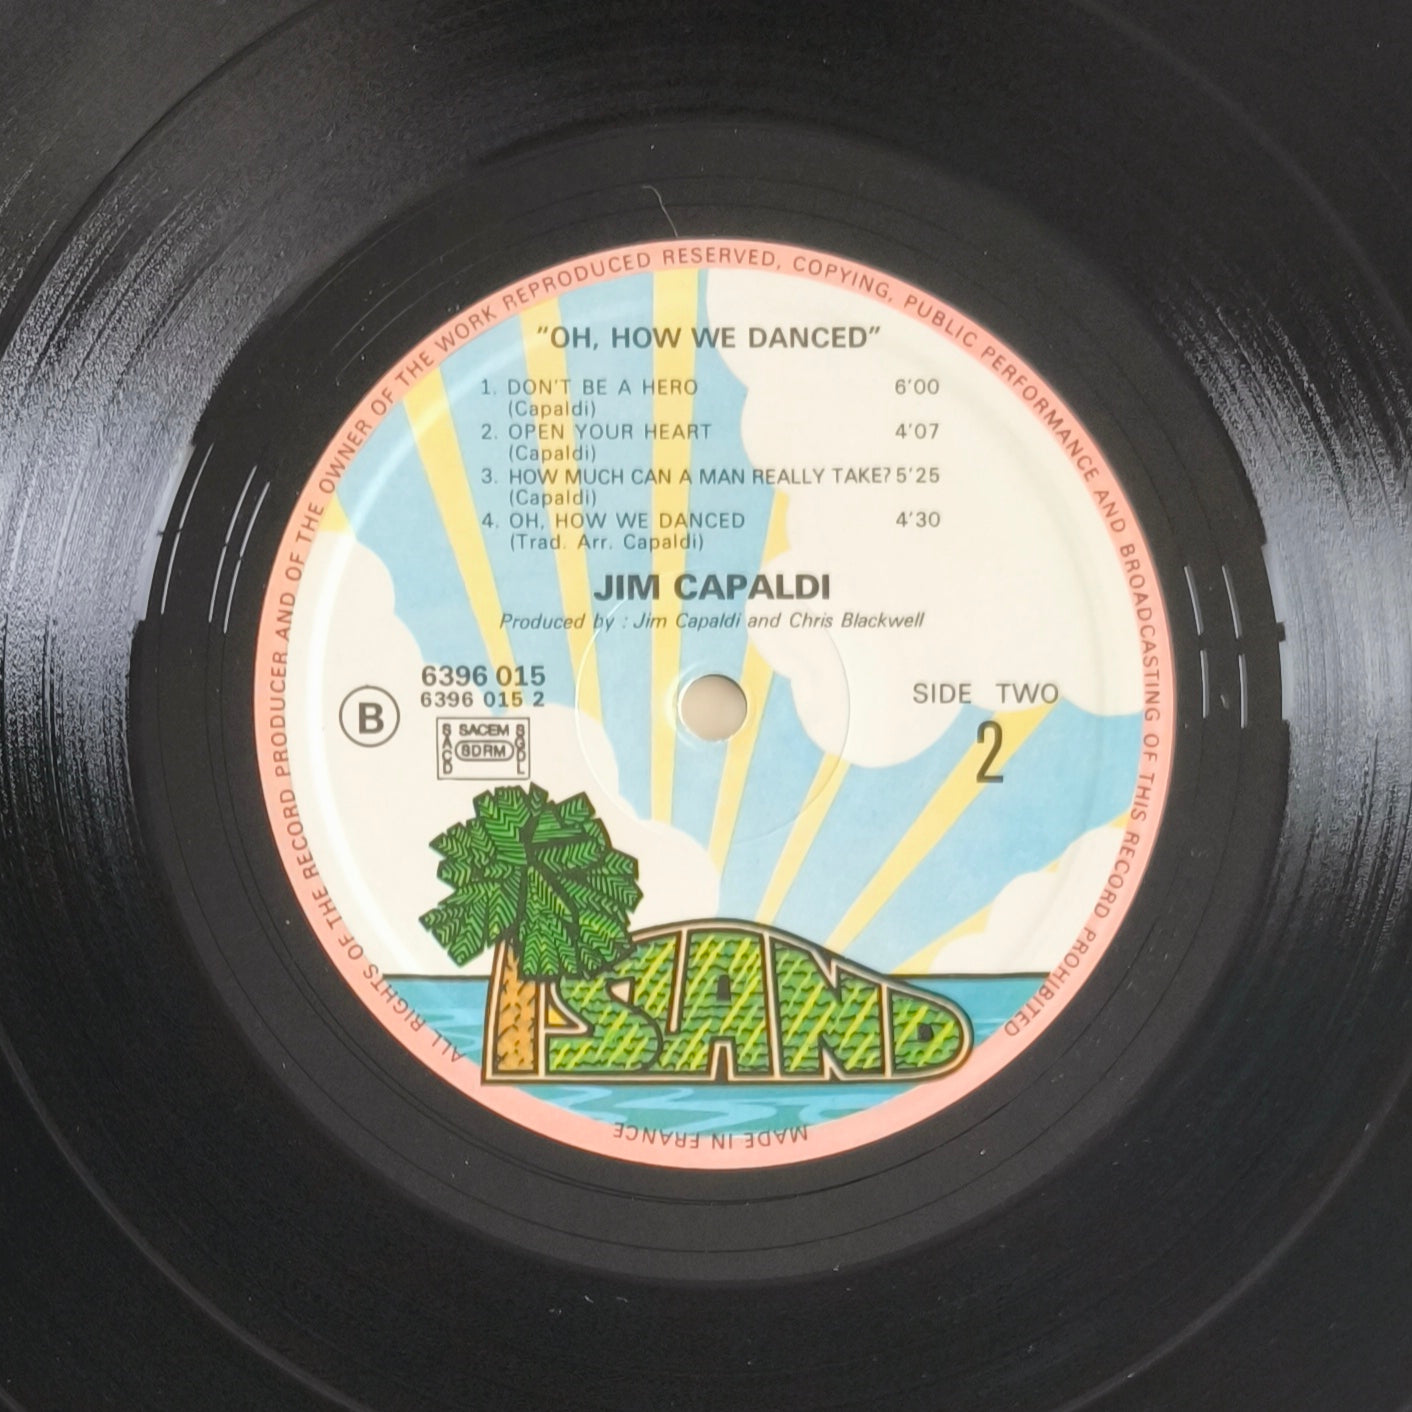 ALL RIGHTS OF THE RECORD PRODUCER AND OF THE OWNER OF THE WORK REPRODUCED RESERVED, COPYING, PUBLIC PERFORMANCE AND BROADCASTING OF THIS RECORD PROHIBITED
"OH, HOW WE DANCED"
1. DON'T BE A HERO 6'00
(Capaldi)
2. OPEN YOUR HEART 4'07
(Capaldi)
3. HOW MUCH CAN A MAN REALLY TAKE? 5'25
(Capaldi)
4. OH, HOW WE DANCED 4'30
(Trad. Arr. Capaldi)
JIM CAPALDI
Produced by : Jim Capaldi and Chris Blackwell
6396 015
6396 015 2
B
SACEM
SACD
SDRM
SGDL
SIDE TWO
2
ISLAND
MADE IN FRANCE